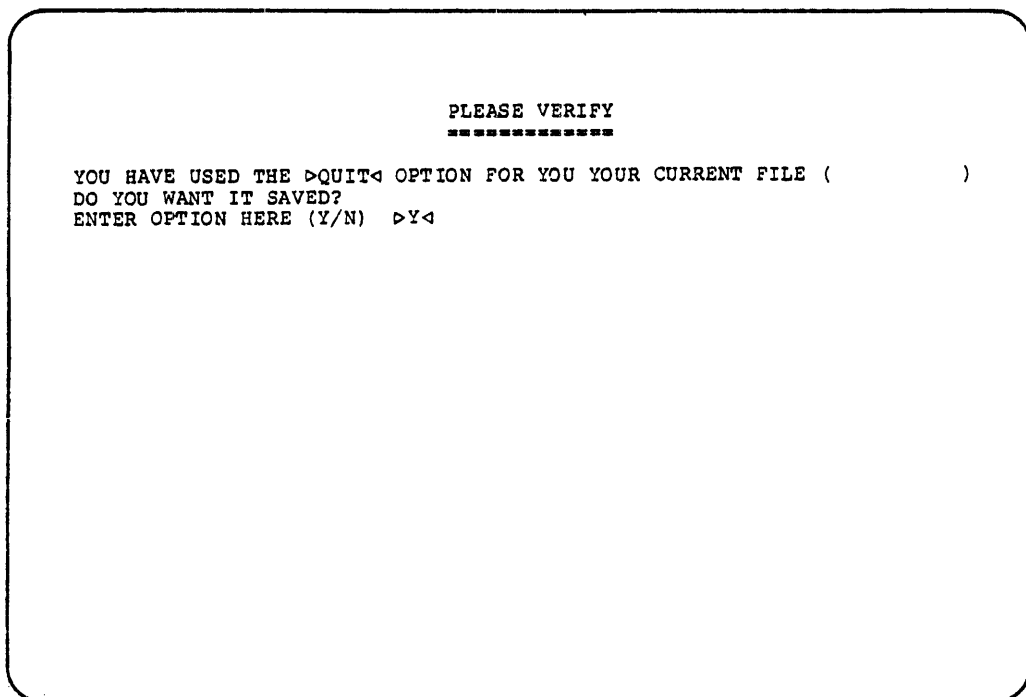 PLEASE VERIFY
=============
YOU HAVE USED THE ▷QUIT◁ OPTION FOR YOU YOUR CURRENT FILE (          )
DO YOU WANT IT SAVED?
ENTER OPTION HERE (Y/N)  ▷Y◁